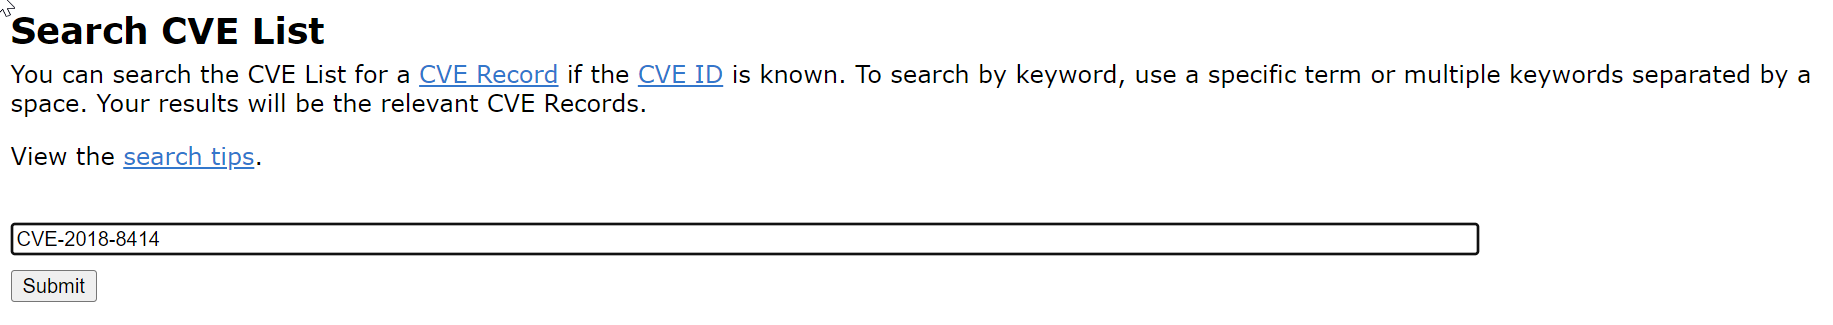 Search CVE List
You can search the CVE List for a CVE Record if the CVE ID is known. To search by keyword, use a specific term or multiple keywords separated by a
space. Your results will be the relevant CVE Records.
View the search tips.
CVE-2018-8414
Submit